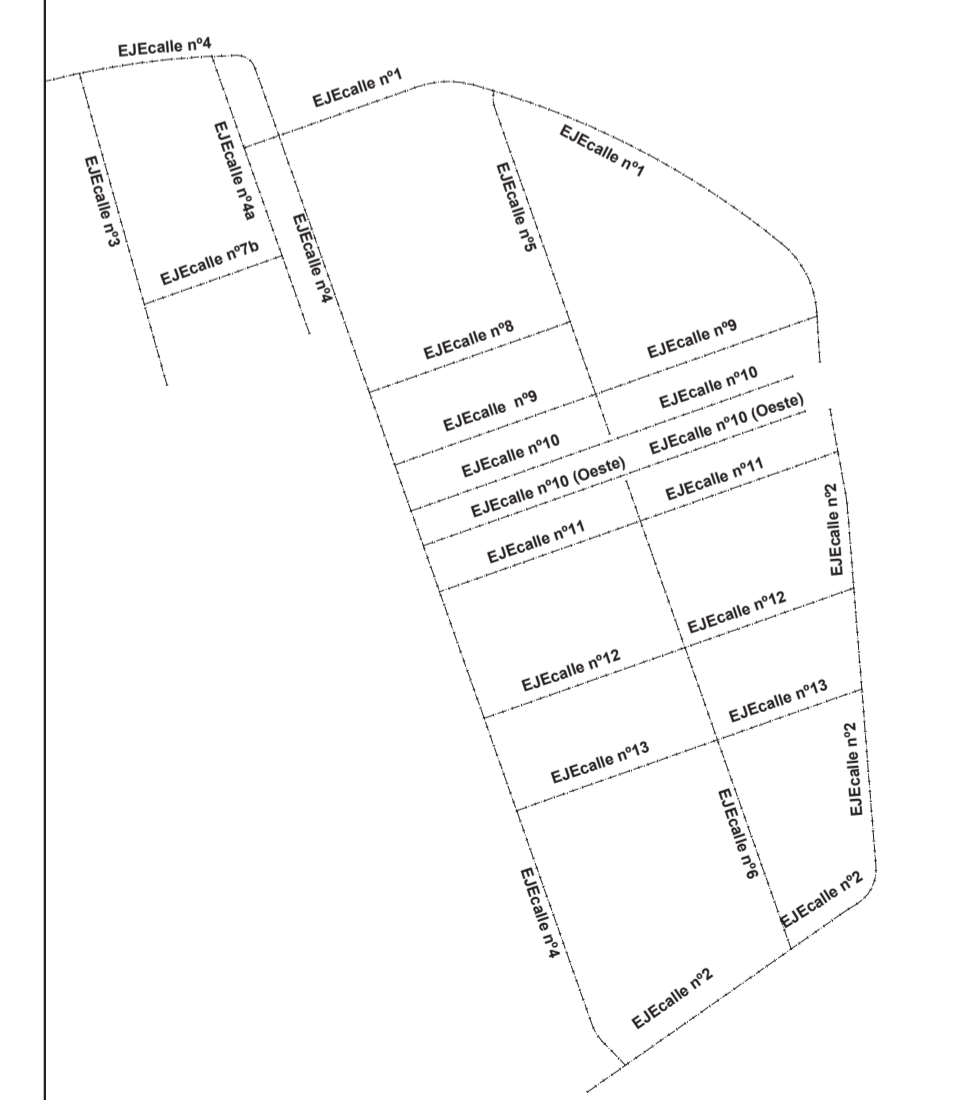 EJEcalle nº4
EJEcalle nº1
EJEcalle nº1
EJEcalle nº4a
EJEcalle nº3
EJEcalle nº5
EJEcalle nº4
EJEcalle nº7b
EJEcalle nº8
EJEcalle nº9
EJEcalle nº9
EJEcalle nº10
EJEcalle nº10
EJEcalle nº10 (Oeste)
EJEcalle nº10 (Oeste)
EJEcalle nº11
EJEcalle nº11
EJEcalle nº2
EJEcalle nº12
EJEcalle nº12
EJEcalle nº13
EJEcalle nº13
EJEcalle nº2
EJEcalle nº6
EJEcalle nº4
EJEcalle nº2
EJEcalle nº2